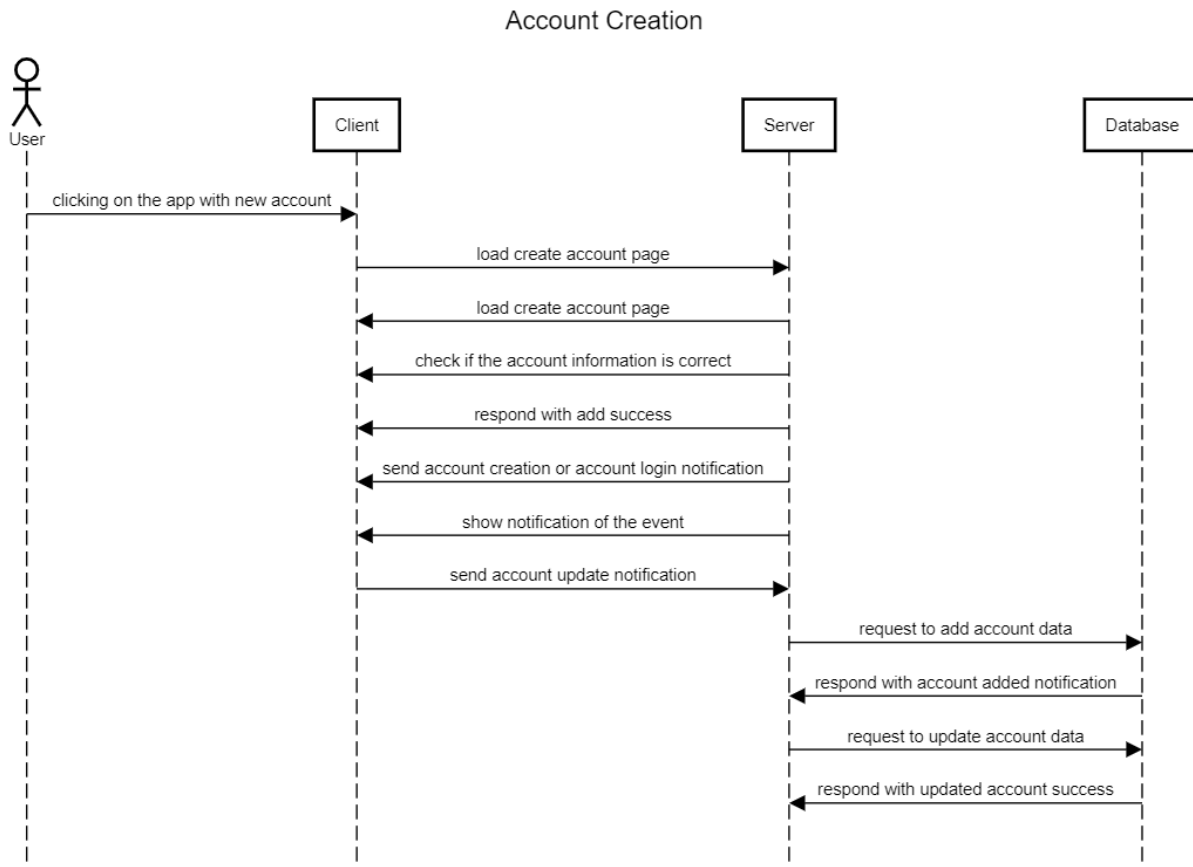 Account Creation
User
Client
Server
Database
clicking on the app with new account
load create account page
load create account page
check if the account information is correct
respond with add success
send account creation or account login notification
show notification of the event
send account update notification
request to add account data
respond with account added notification
request to update account data
respond with updated account success